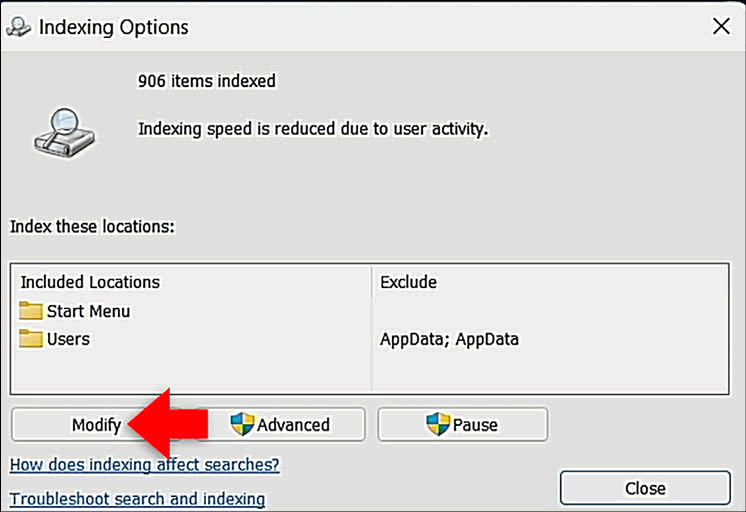 Indexing Options
906 items indexed
Indexing speed is reduced due to user activity.
Index these locations:
Included Locations Exclude
Start Menu
Users AppData; AppData
Modify Advanced Pause
How does indexing affect searches?
Troubleshoot search and indexing
Close